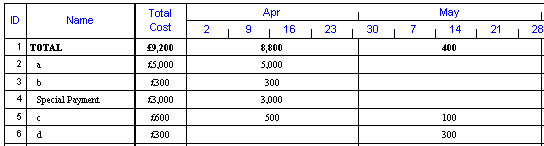 ID Name Total Cost Apr May
2 9 16 23 30 7 14 21 28
1 TOTAL £9,200 8,800 400
2 a £5,000 5,000
3 b £300 300
4 Special Payment £3,000 3,000
5 c £600 500 100
6 d £300 300